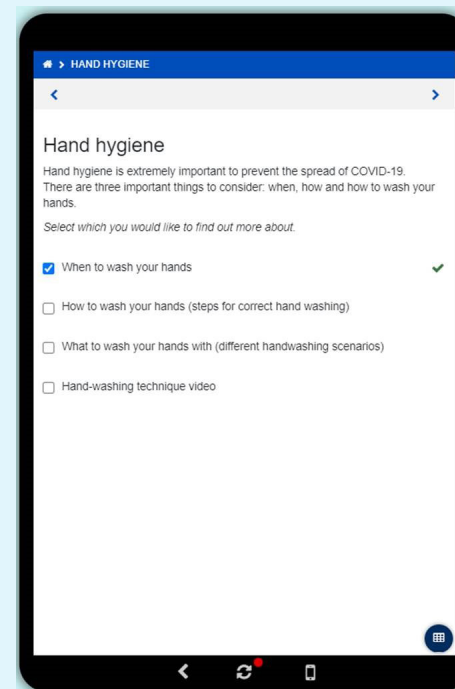 HAND HYGIENE
Hand hygiene
Hand hygiene is extremely important to prevent the spread of COVID-19.
There are three important things to consider: when, how and how to wash your
hands.
Select which you would like to find out more about.
When to wash your hands
How to wash your hands (steps for correct hand washing)
What to wash your hands with (different handwashing scenarios)
Hand-washing technique video